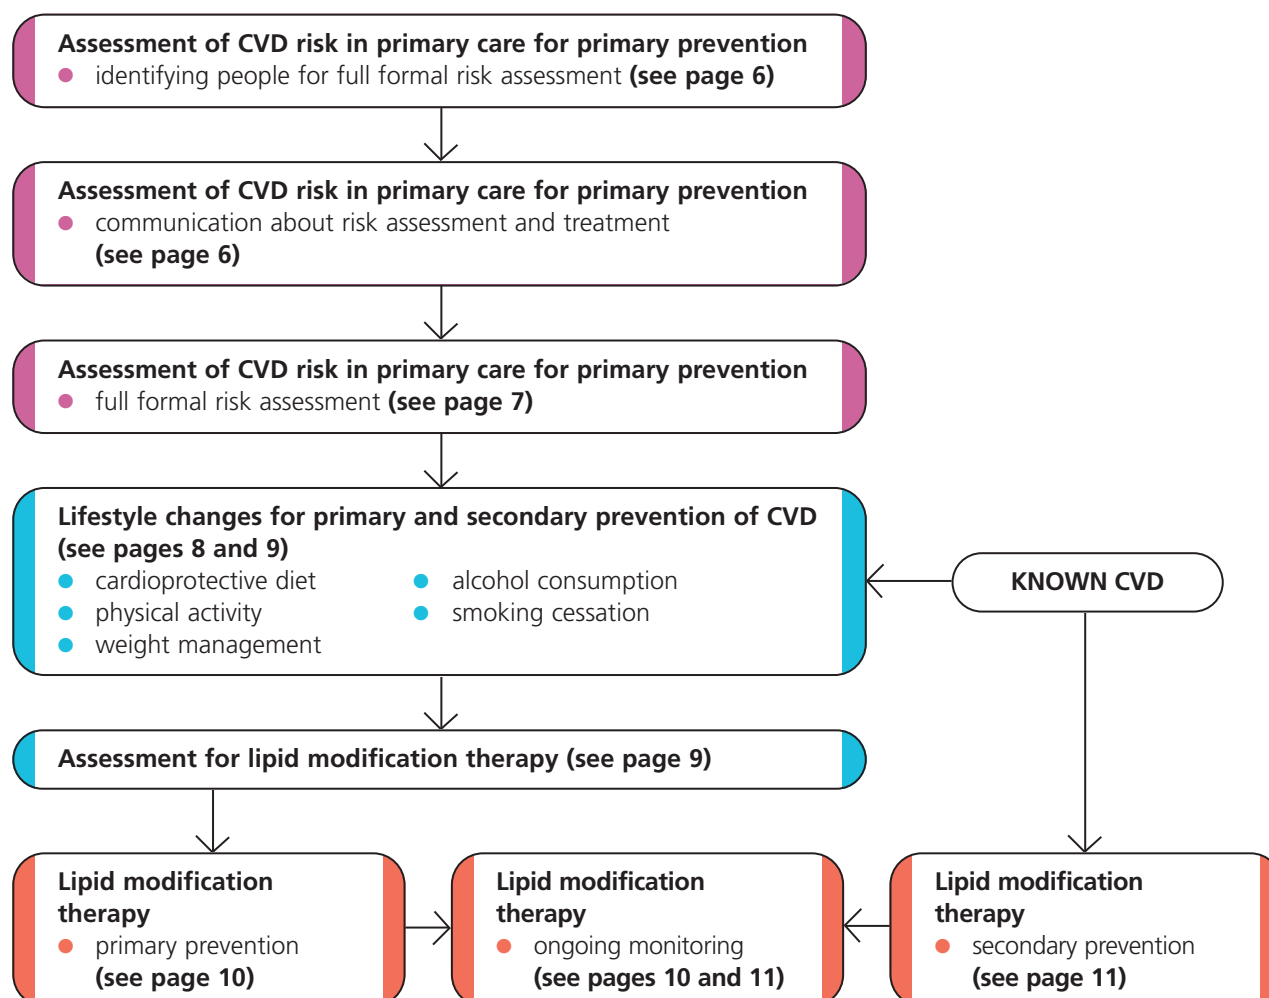 Assessment of CVD risk in primary care for primary prevention
● identifying people for full formal risk assessment (see page 6)
Assessment of CVD risk in primary care for primary prevention
● communication about risk assessment and treatment
(see page 6)
Assessment of CVD risk in primary care for primary prevention
● full formal risk assessment (see page 7)
Lifestyle changes for primary and secondary prevention of CVD
(see pages 8 and 9)
● cardioprotective diet
● physical activity
● weight management
● alcohol consumption
● smoking cessation
KNOWN CVD
Assessment for lipid modification therapy (see page 9)
Lipid modification
therapy
● primary prevention
(see page 10)
Lipid modification
therapy
● ongoing monitoring
(see pages 10 and 11)
Lipid modification
therapy
● secondary prevention
(see page 11)